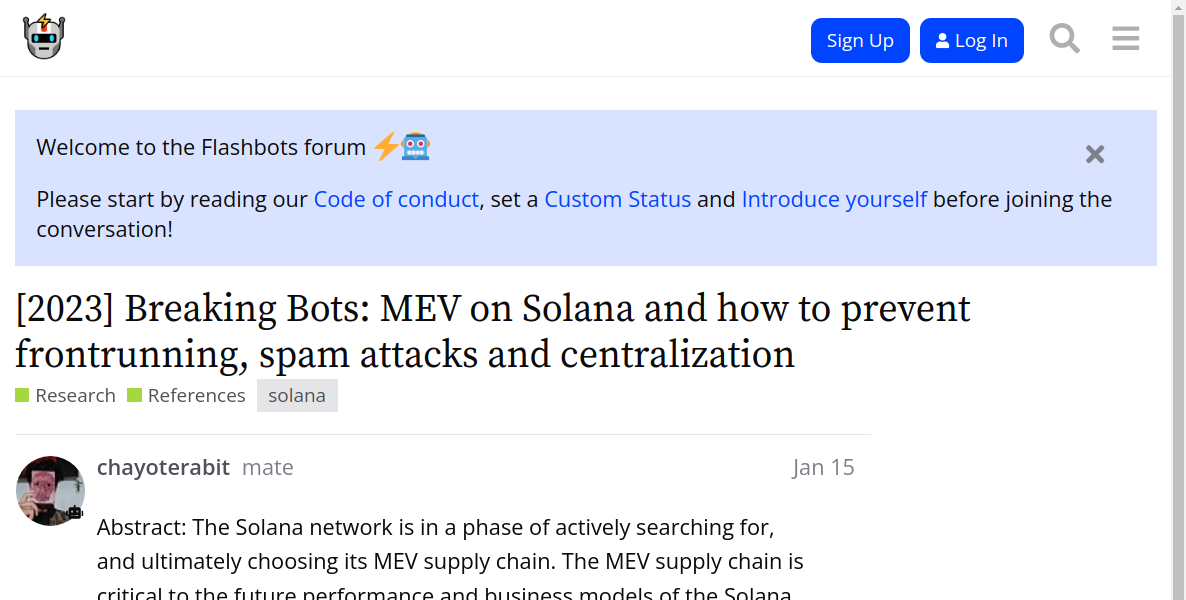 Sign Up
Log In
Welcome to the Flashbots forum
Please start by reading our Code of conduct, set a Custom Status and Introduce yourself before joining the
conversation!
[2023] Breaking Bots: MEV on Solana and how to prevent
frontrunning, spam attacks and centralization
Research References solana
chayoterabit mate Jan 15
Abstract: The Solana network is in a phase of actively searching for,
and ultimately choosing its MEV supply chain. The MEV supply chain is
critical to the future performance and business models of the Solana